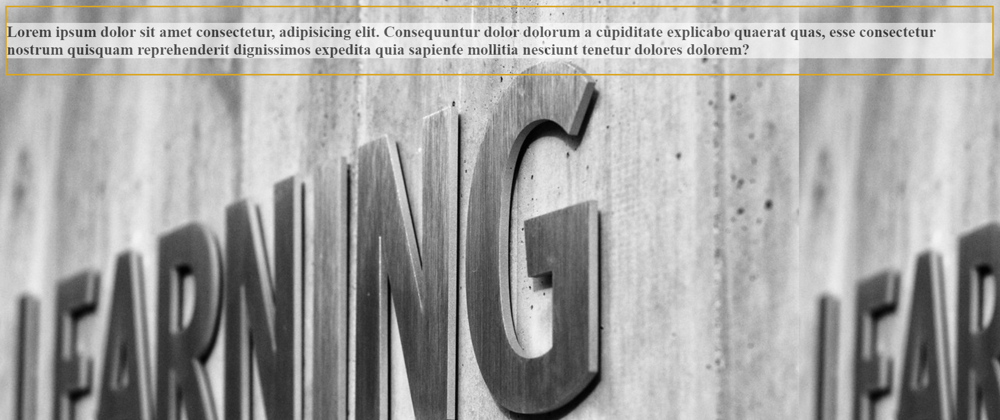 Lorem ipsum dolor sit amet consectetur, adipisicing elit. Consequuntur dolor dolorum a cupiditate explicabo quaerat quas, esse consectetur
nostrum quisquam reprehenderit dignissimos expedita quia sapiente mollitia nesciunt tenetur dolores dolorem?
LEARNING
LEAR